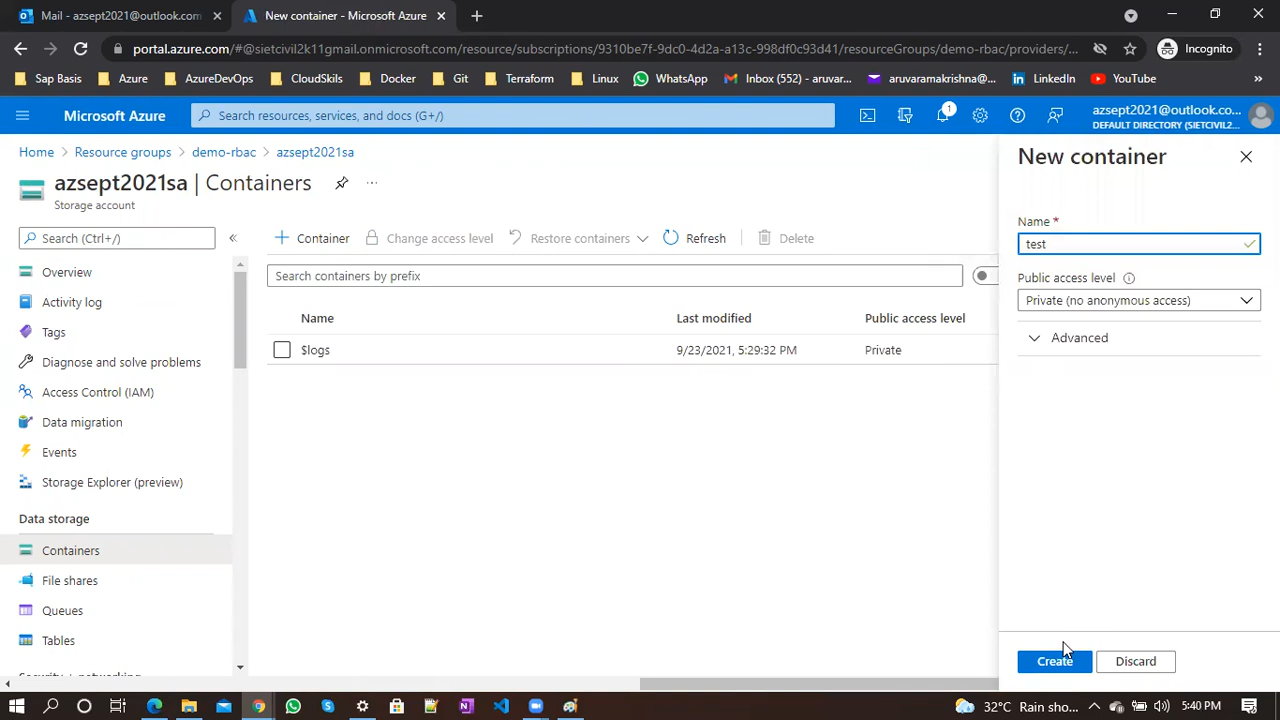 Mail - azsept2021@outlook.com
New container - Microsoft Azure
portal.azure.com/#@sietcivil2k11gmail.onmicrosoft.com/resource/subscriptions/9310be7f-9dc0-4d2a-a13c-998df0c93d41/resourceGroups/demo-rbac/providers/...
Incognito
Sap Basis
Azure
AzureDevOps
CloudSkils
Docker
Git
Terraform
Linux
WhatsApp
Inbox (552) - aruvar...
aruvaramakrishna@...
LinkedIn
YouTube
»
Microsoft Azure
Search resources, services, and docs (G+/)
1
azsept2021@outlook.co...
DEFAULT DIRECTORY (SIETCIVIL2...
Home > Resource groups > demo-rbac > azsept2021sa
azsept2021sa | Containers
...
Storage account
Search (Ctrl+/)
«
Overview
Activity log
Tags
Diagnose and solve problems
Access Control (IAM)
Data migration
Events
Storage Explorer (preview)
Data storage
Containers
File shares
Queues
Tables
Security + networking
Container
Change access level
Restore containers
Refresh
Delete
Search containers by prefix
Name
Last modified
Public access level
$logs
9/23/2021, 5:29:32 PM
Private
New container
Name *
test
Public access level
Private (no anonymous access)
Advanced
Create
Discard
32°C Rain sho...
5:40 PM